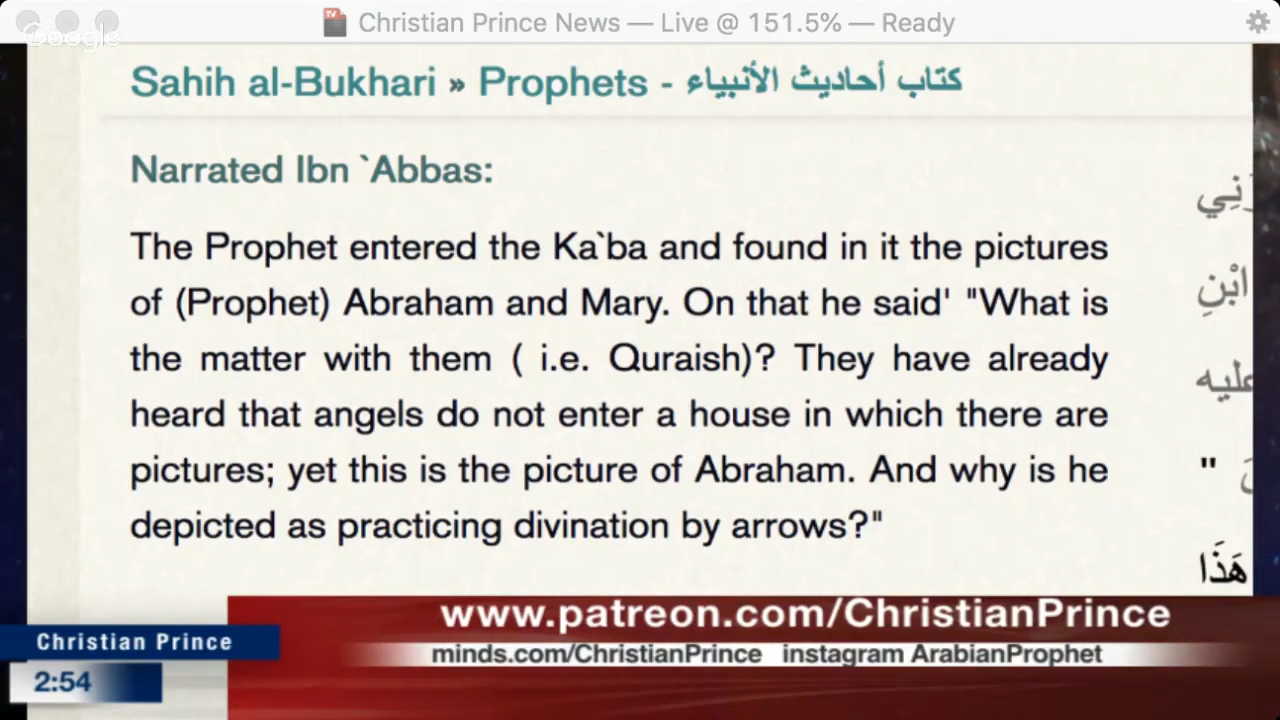 Christian Prince News — Live @ 151.5% — Ready
Google
Sahih al-Bukhari » Prophets - كتاب أحاديث الأنبياء
Narrated Ibn `Abbas:
The Prophet entered the Ka`ba and found in it the pictures
of (Prophet) Abraham and Mary. On that he said' "What is
the matter with them ( i.e. Quraish)? They have already
heard that angels do not enter a house in which there are
pictures; yet this is the picture of Abraham. And why is he
depicted as practicing divination by arrows?"
ابْنِ
عليه
"
هَذَا
www.patreon.com/ChristianPrince
Christian Prince
minds.com/ChristianPrince instagram ArabianProphet
2:54